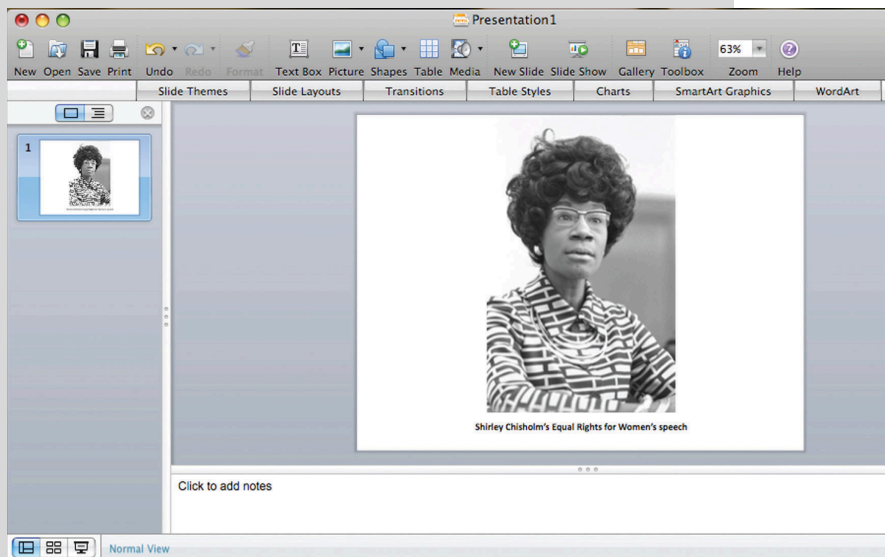 Presentation1
63%
New Open Save Print Undo Redo Format Text Box Picture Shapes Table Media New Slide Slide Show Gallery Toolbox Zoom Help
Slide Themes Slide Layouts Transitions Table Styles Charts SmartArt Graphics WordArt
1
Shirley Chisholm's Equal Rights for Women's speech
Click to add notes
Normal View